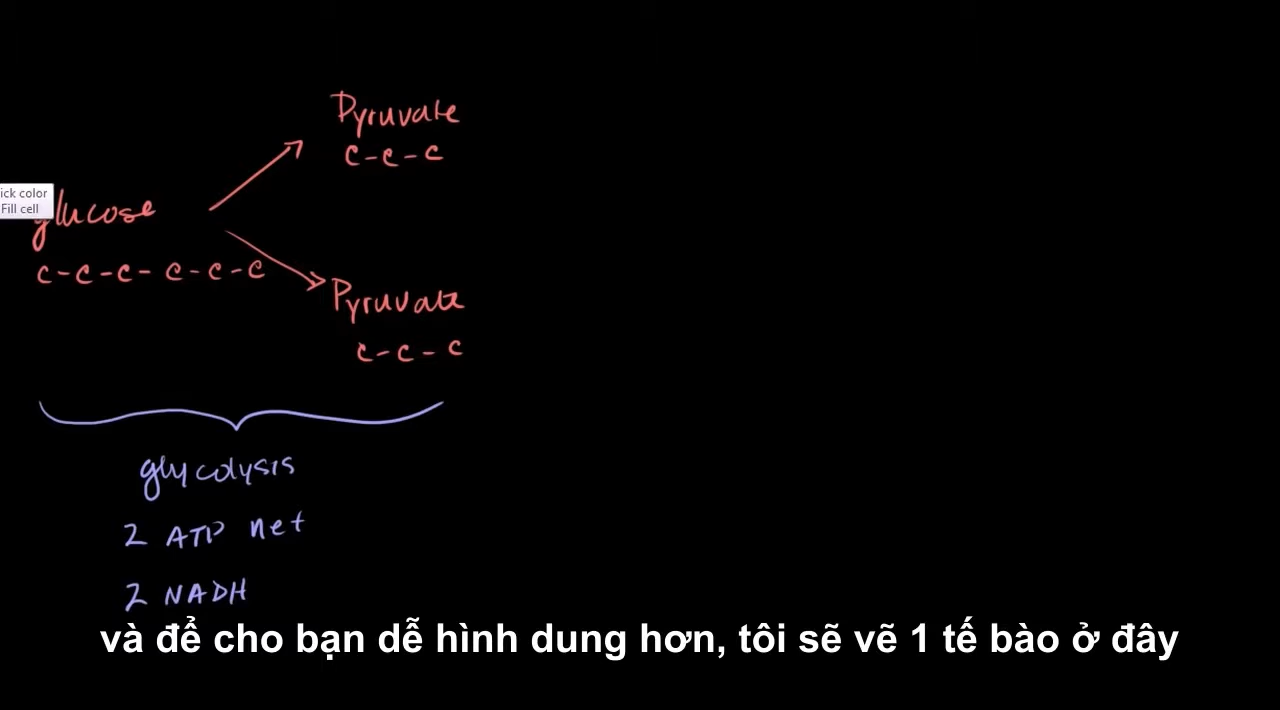 Pyruvate
C-C-C
ick color
Fill cell
glucose
C-C-C-C-C-C
Pyruvate
C-C-C
glycolysis
2 ATP net
2 NADH
và để cho bạn dễ hình dung hơn, tôi sẽ vẽ 1 tế bào ở đây